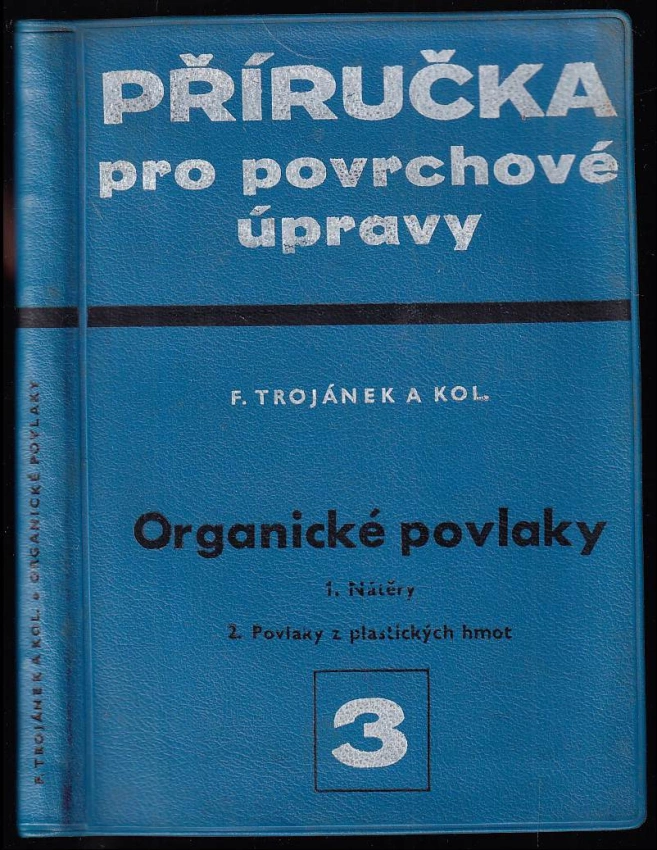 PŘÍRUČKA
pro povrchové
úpravy
F. TROJÁNEK A KOL.
Organické povlaky
1. Nátěry
2. Povlaky z plastických hmot
3
F. TROJÁNEK A KOL. • ORGANICKÉ POVLAKY